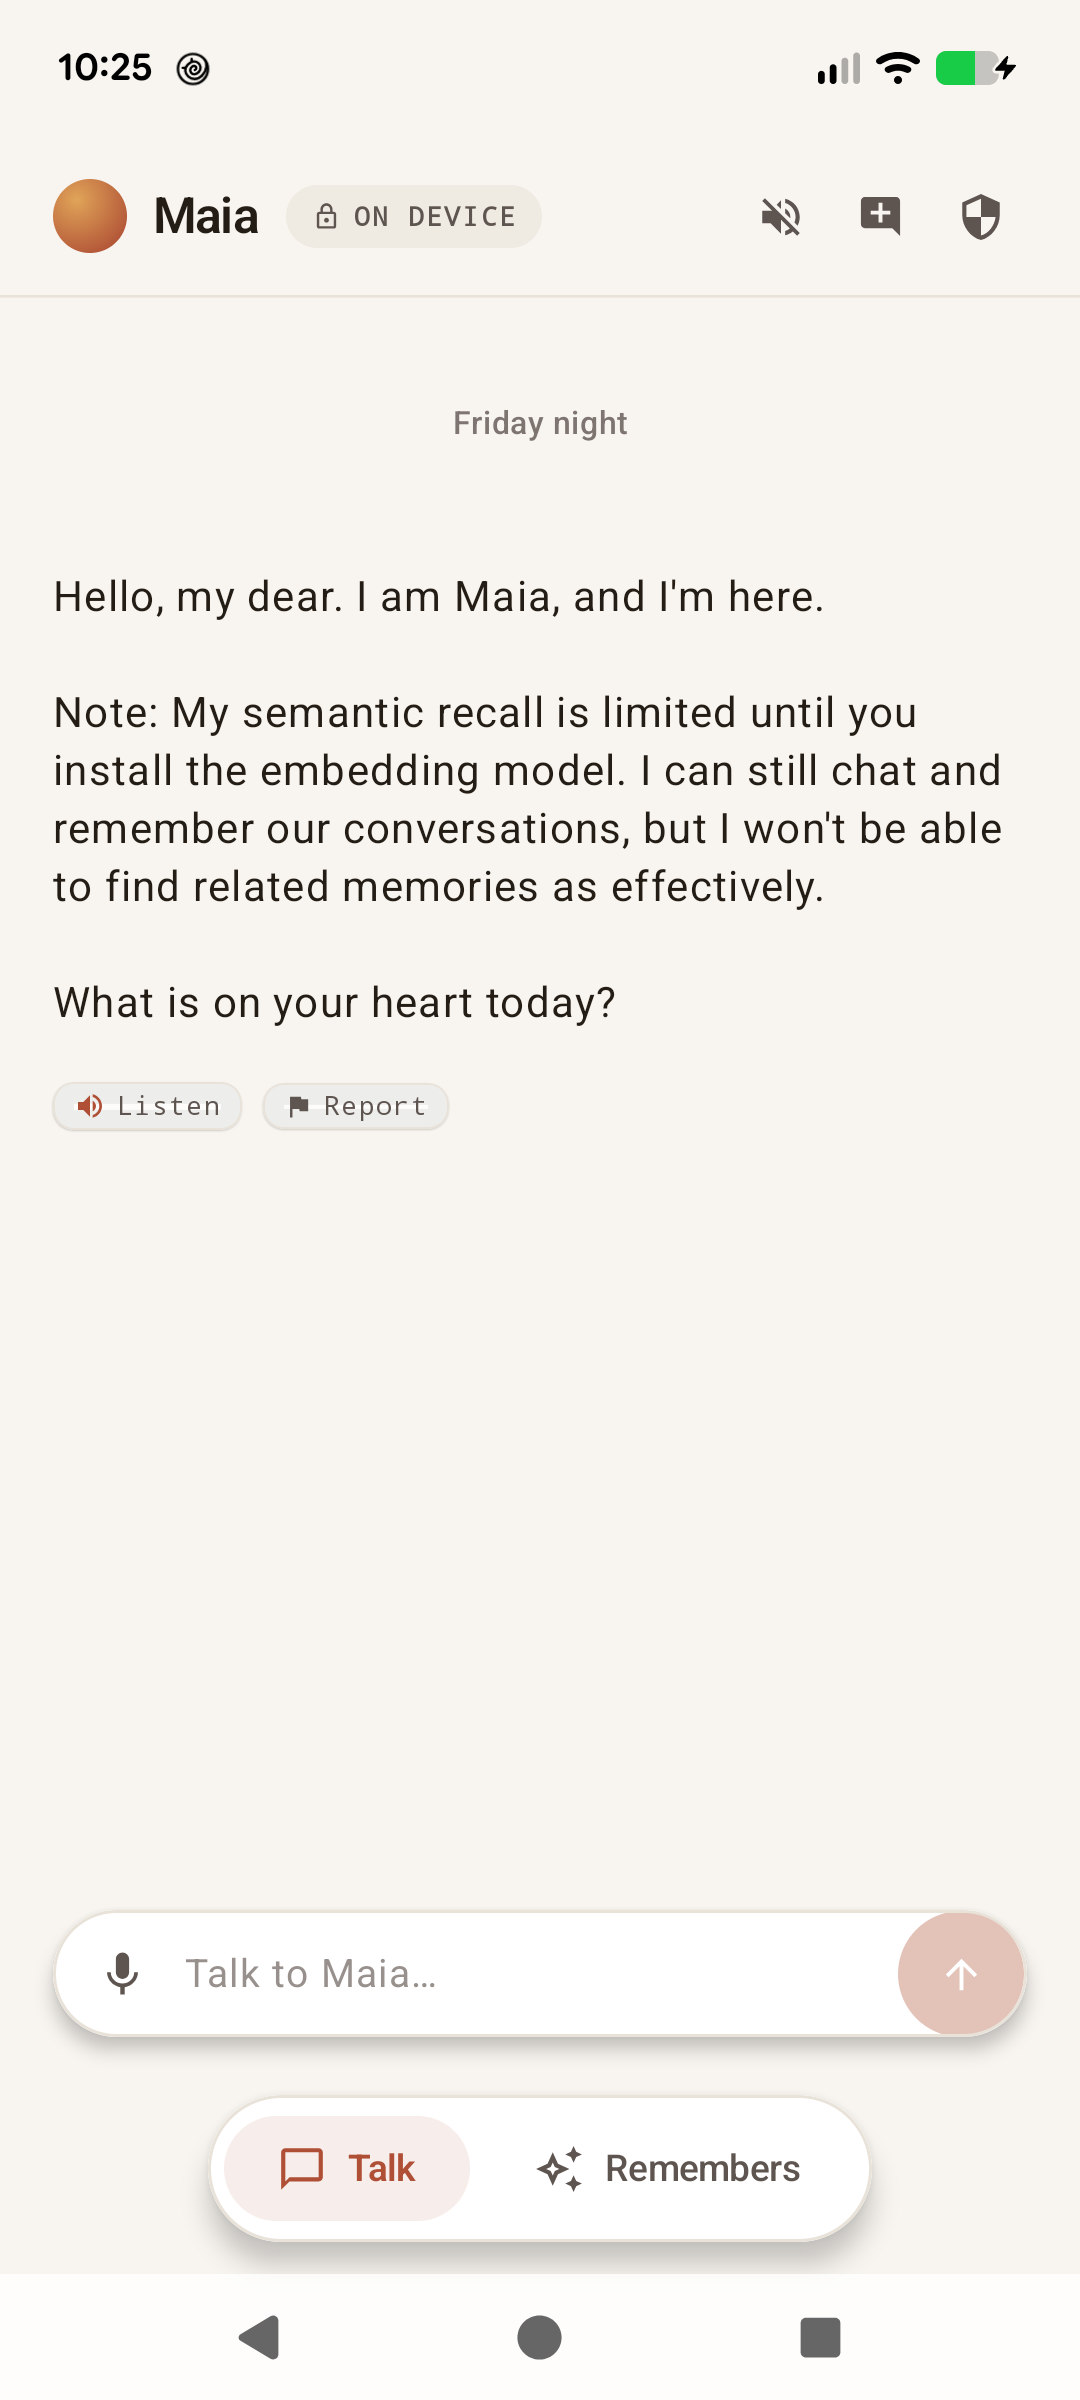 10:25
Maia
ON DEVICE
Friday night
Hello, my dear. I am Maia, and I'm here.
Note: My semantic recall is limited until you
install the embedding model. I can still chat and
remember our conversations, but I won't be able
to find related memories as effectively.
What is on your heart today?
Listen
Report
Talk to Maia…
Talk
Remembers